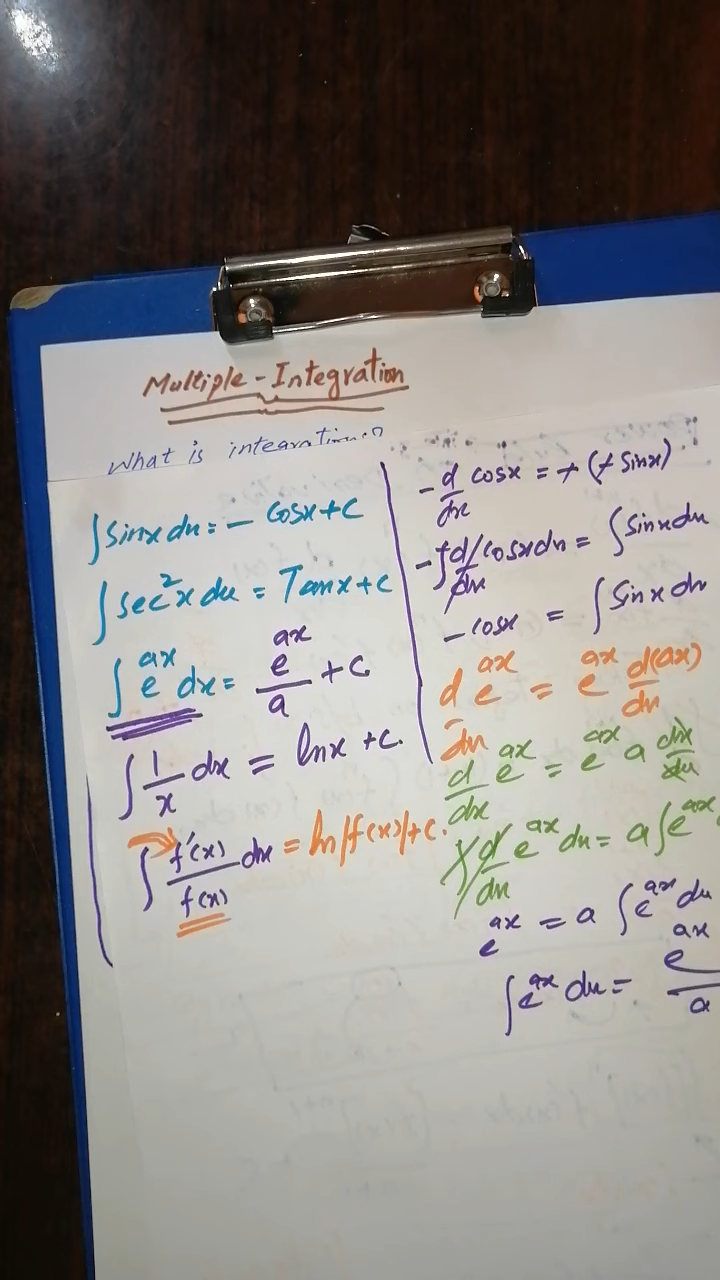 Multiple-Integration
What is integration?
∫sinx dx = - cosx+c
∫sec²x dx = Tanx+c
∫e^ax dx = e^ax/a + c
∫1/x dx = lnx +c.
∫f'(x)/f(x) dx = ln|f(x)|+c.
-d/dx cosx = +(+sinx)
-∫d/dx cosx dx = ∫sinx dx
-cosx = ∫sinx dx
d/dx e^ax = e^ax d(ax)/dx
d/dx e^ax = e^ax a dx/dx
∫d/dx e^ax dx = a∫e^ax
e^ax = a ∫e^ax dx
∫e^ax dx = e^ax/a